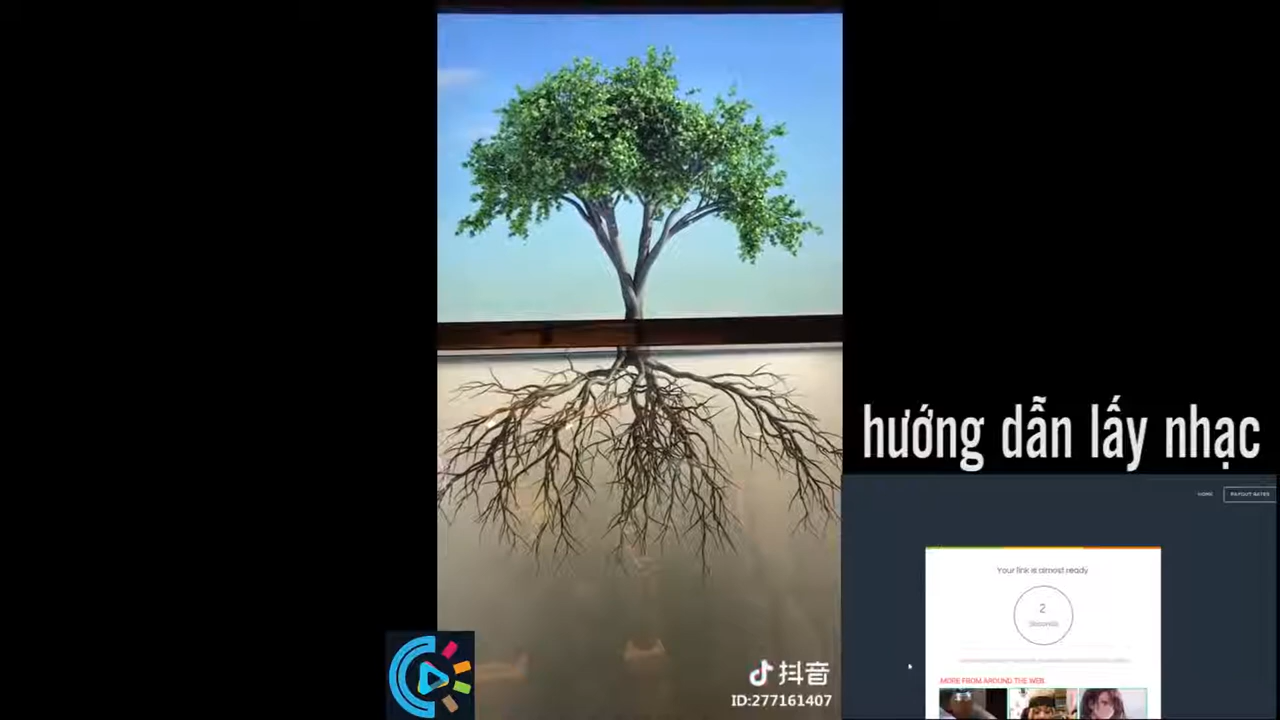 抖音
ID:277161407
hướng dẫn lấy nhạc
HOME
PAYOUT RATES
Your link is almost ready
2
Seconds
MORE FROM AROUND THE WEB